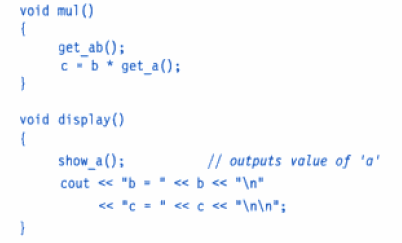 void mul()
{
get_ab();
c = b * get_a();
}
void display()
{
show_a(); // outputs value of 'a'
cout << "b = " << b << "\n"
<< "c = " << c << "\n\n";
}